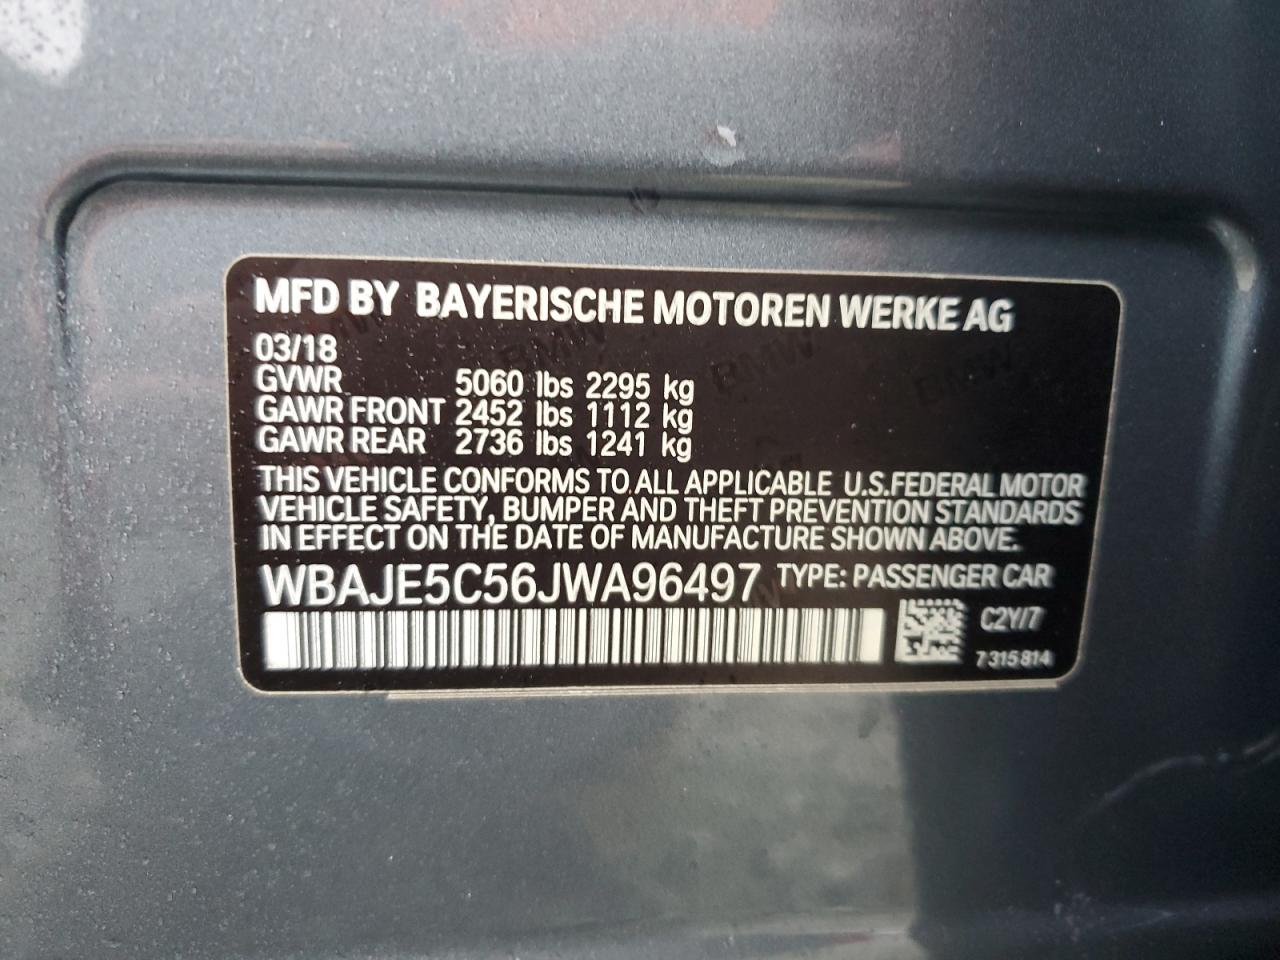 MFD BY BAYERISCHE MOTOREN WERKE AG
03/18
GVWR 5060 lbs 2295 kg
GAWR FRONT 2452 lbs 1112 kg
GAWR REAR 2736 lbs 1241 kg
THIS VEHICLE CONFORMS TO ALL APPLICABLE U.S.FEDERAL MOTOR
VEHICLE SAFETY, BUMPER AND THEFT PREVENTION STANDARDS
IN EFFECT ON THE DATE OF MANUFACTURE SHOWN ABOVE.
WBAJE5C56JWA96497 TYPE: PASSENGER CAR
C2Y/7
7 315 814